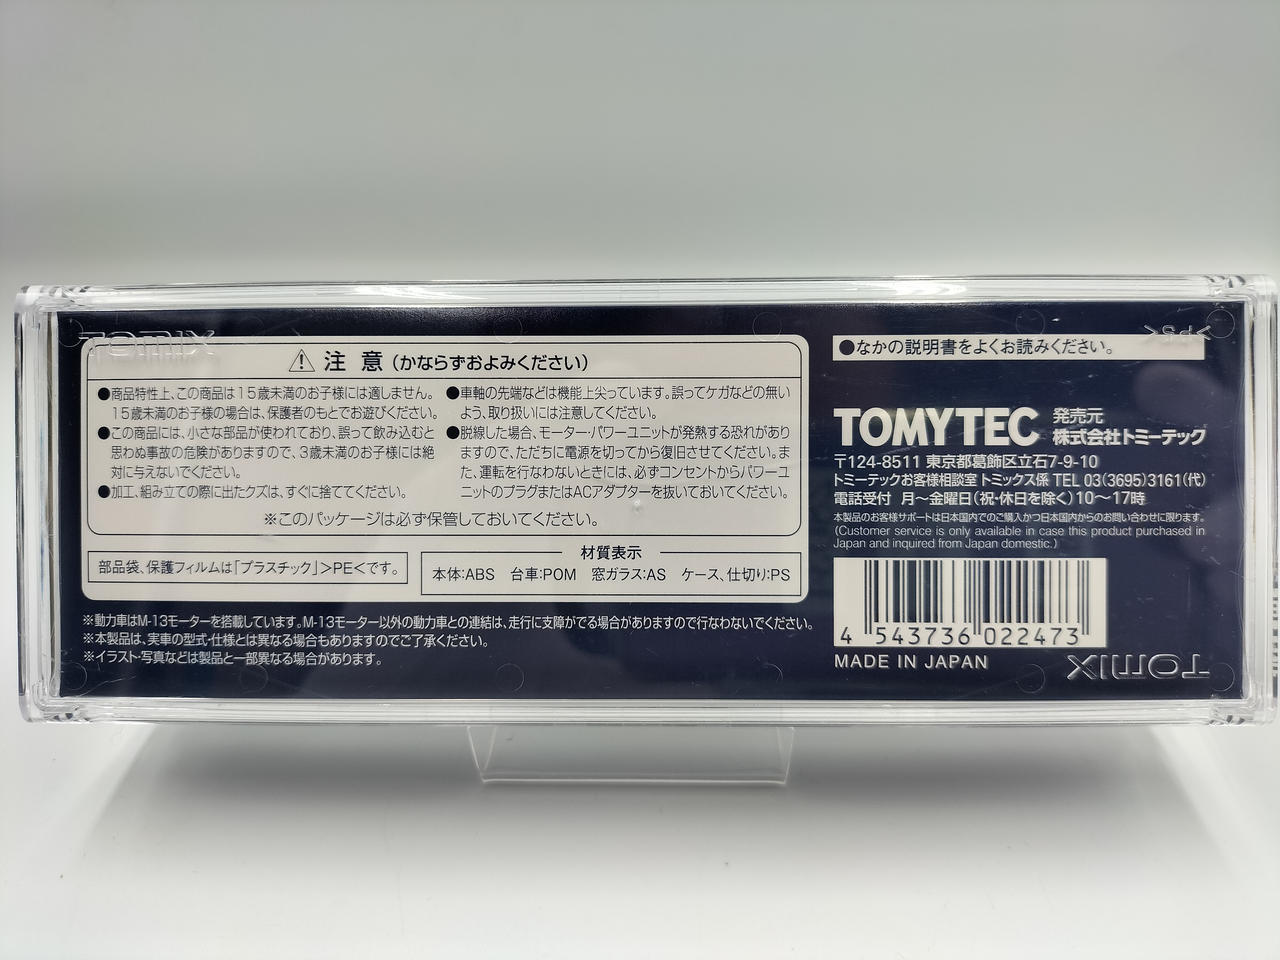 TOMIX
⚠ 注 意 (かならずおよみください)
●商品特性上、この商品は15歳未満のお子様には適しません。
15歳未満のお子様の場合は、保護者のもとでお遊びください。
●この商品には、小さな部品が使われており、誤って飲み込むと
思わぬ事故の危険がありますので、3歳未満のお子様には絶
対に与えないでください。
●加工、組み立ての際に出たクズは、すぐに捨ててください。
●車軸の先端などは機能上尖っています。誤ってケガなどの無い
よう、取り扱いには注意してください。
●脱線した場合、モーター・パワーユニットが発熱する恐れがあり
ますので、ただちに電源を切ってから復旧させてください。ま
た、運転を行なわないときには、必ずコンセントからパワーユ
ニットのプラグまたはACアダプターを抜いておいてください。
※このパッケージは必ず保管しておいてください。
部品袋、保護フィルムは「プラスチック」>PE<です。
材質表示
本体:ABS 台車:POM 窓ガラス:AS ケース、仕切り:PS
※動力車はM-13モーターを搭載しています。M-13モーター以外の動力車との連結は、走行に支障がでる場合がありますので行なわないでください。
※本製品は、実車の型式・仕様とは異なる場合もありますのでご了承ください。
※イラスト・写真などは製品と一部異なる場合があります。
>PS<
●なかの説明書をよくお読みください。
TOMYTEC 発売元
株式会社トミーテック
〒124-8511 東京都葛飾区立石7-9-10
トミーテックお客様相談室 トミックス係 TEL 03(3695)3161(代)
電話受付 月〜金曜日(祝・休日を除く)10〜17時
本製品のお客様サポートは日本国内でのご購入かつ日本国内からのお問い合わせに限ります。
(Customer service is only available in case this product purchased in
Japan and inquired from Japan domestic.)
4 543736 022473
MADE IN JAPAN
TOMIX